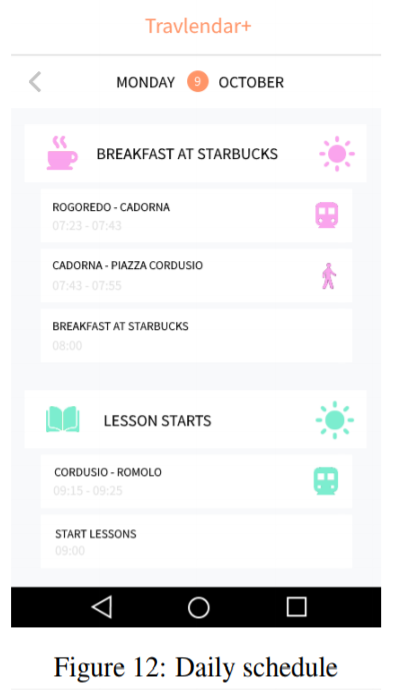 Travlendar+
MONDAY 9 OCTOBER
BREAKFAST AT STARBUCKS
ROGOREDO - CADORNA
07:23 - 07:43
CADORNA - PIAZZA CORDUSIO
07:43 - 07:55
BREAKFAST AT STARBUCKS
08:00
LESSON STARTS
CORDUSIO - ROMOLO
09:15 - 09:25
START LESSONS
09:00
Figure 12: Daily schedule